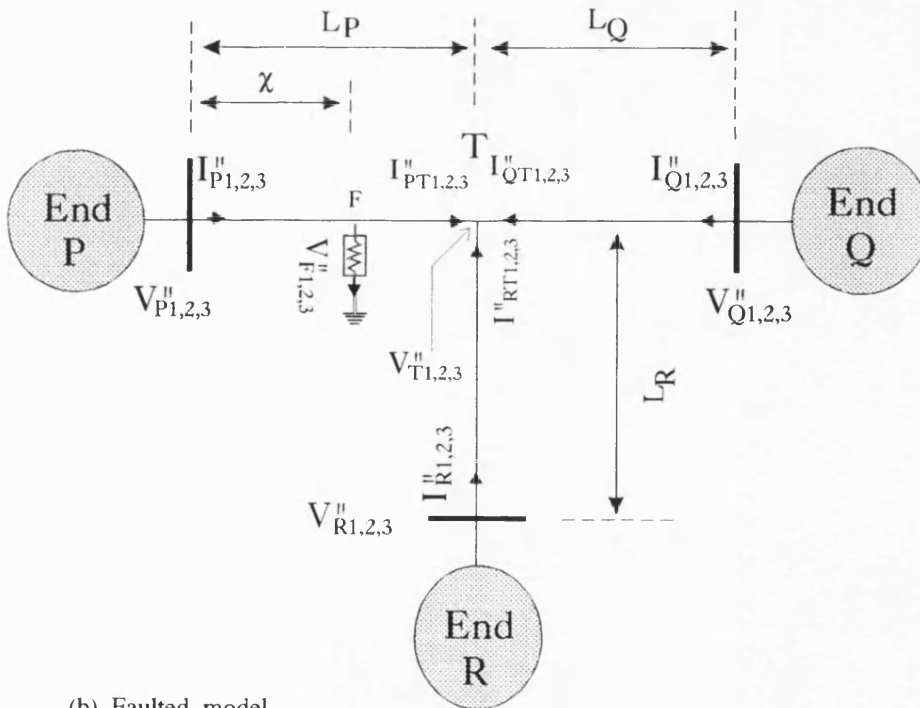 L_P
L_Q
χ
T
I"_P1,2,3
I"_PT1,2,3
I"_QT1,2,3
I"_Q1,2,3
End
P
F
End
Q
V"_F1,2,3
I"_RT1,2,3
V"_P1,2,3
V"_Q1,2,3
V"_T1,2,3
L_R
I"_R1,2,3
V"_R1,2,3
End
R
(b) Faulted model